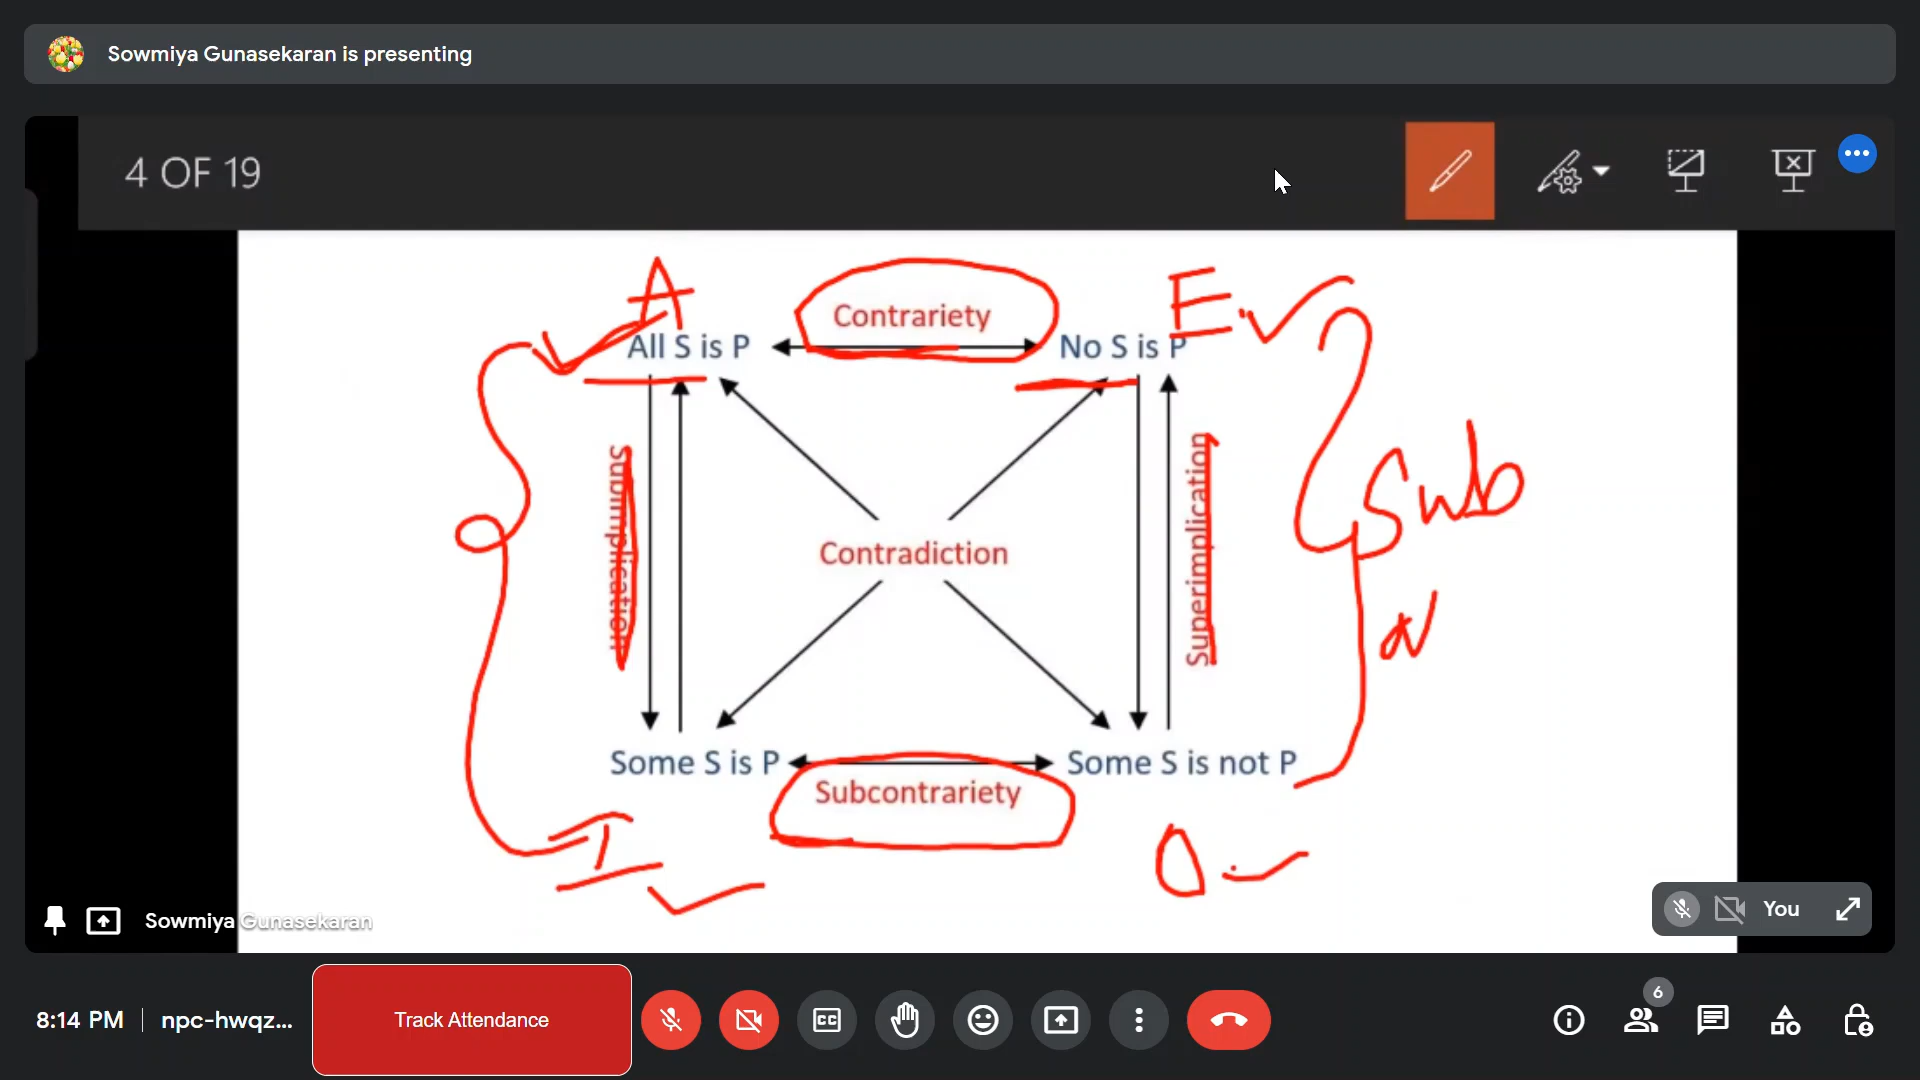 Sowmiya Gunasekaran is presenting
4 OF 19
A
E
Contrariety
All S is P
No S is P
Subimplication
Superimplication
Sub
Contradiction
Some S is P
Some S is not P
Subcontrariety
I
O
Sowmiya Gunasekaran
You
8:14 PM
npc-hwqz...
Track Attendance
CC
6